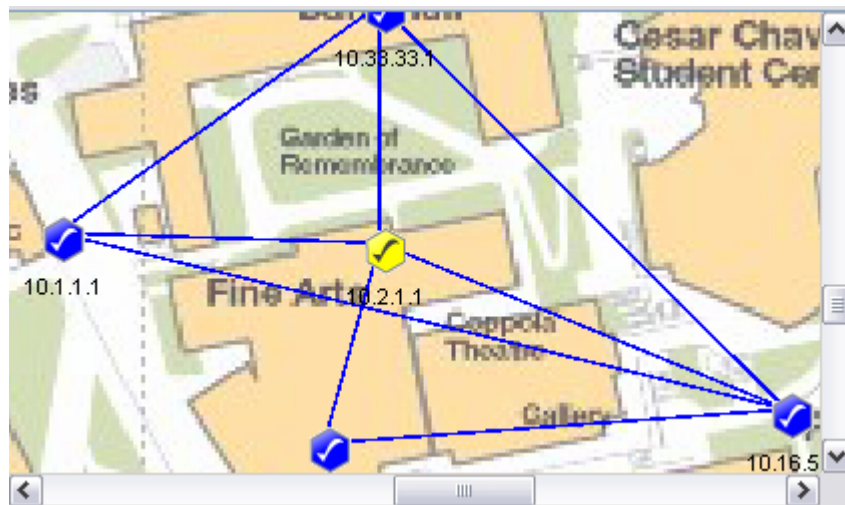 Cesar Chav
Student Cen
10.33.33.1
Garden of
Remembrance
10.1.1.1
Fine Arts
10.2.1.1
Coppola
Theatre
Gallery
10.16.5